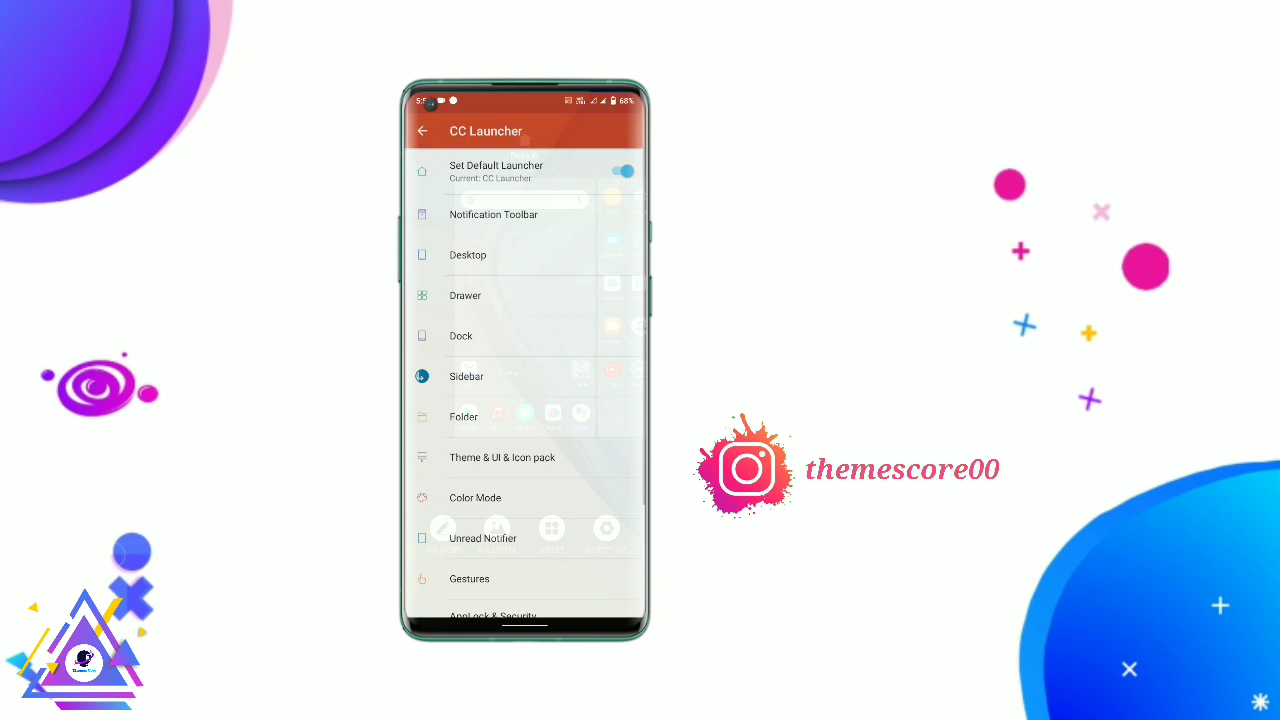 68%
CC Launcher
Set Default Launcher
Current: CC Launcher
Notification Toolbar
Desktop
Drawer
Dock
Sidebar
Folder
Theme & UI & Icon pack
Color Mode
Unread Notifier
Gestures
AppLock & Security
themescore00